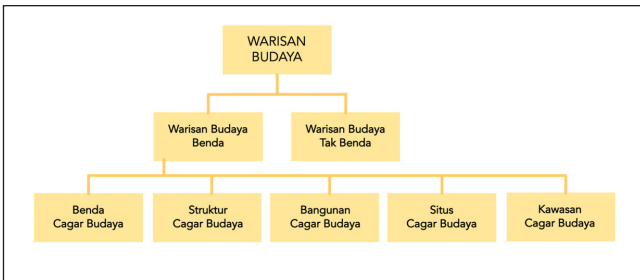 WARISAN
BUDAYA
Warisan Budaya
Benda
Warisan Budaya
Tak Benda
Benda
Cagar Budaya
Struktur
Cagar Budaya
Bangunan
Cagar Budaya
Situs
Cagar Budaya
Kawasan
Cagar Budaya